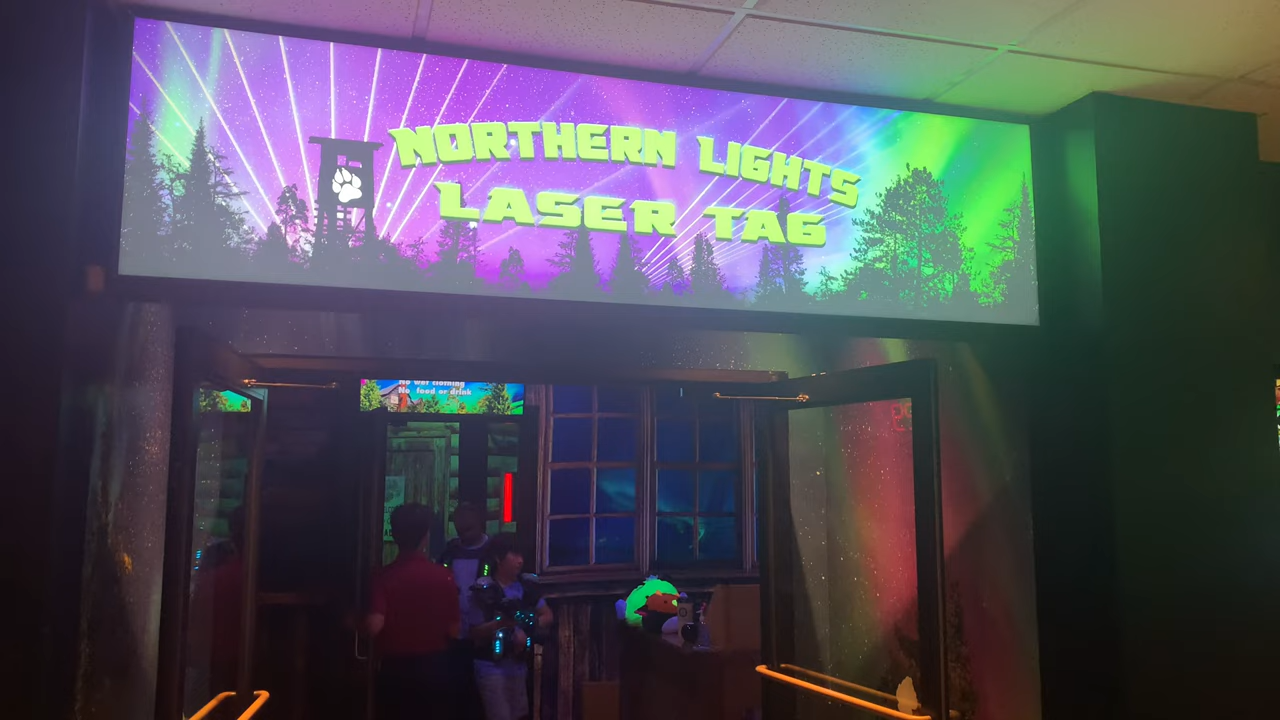 NORTHERN LIGHTS
LASER TAG
No wet clothing
No food or drink